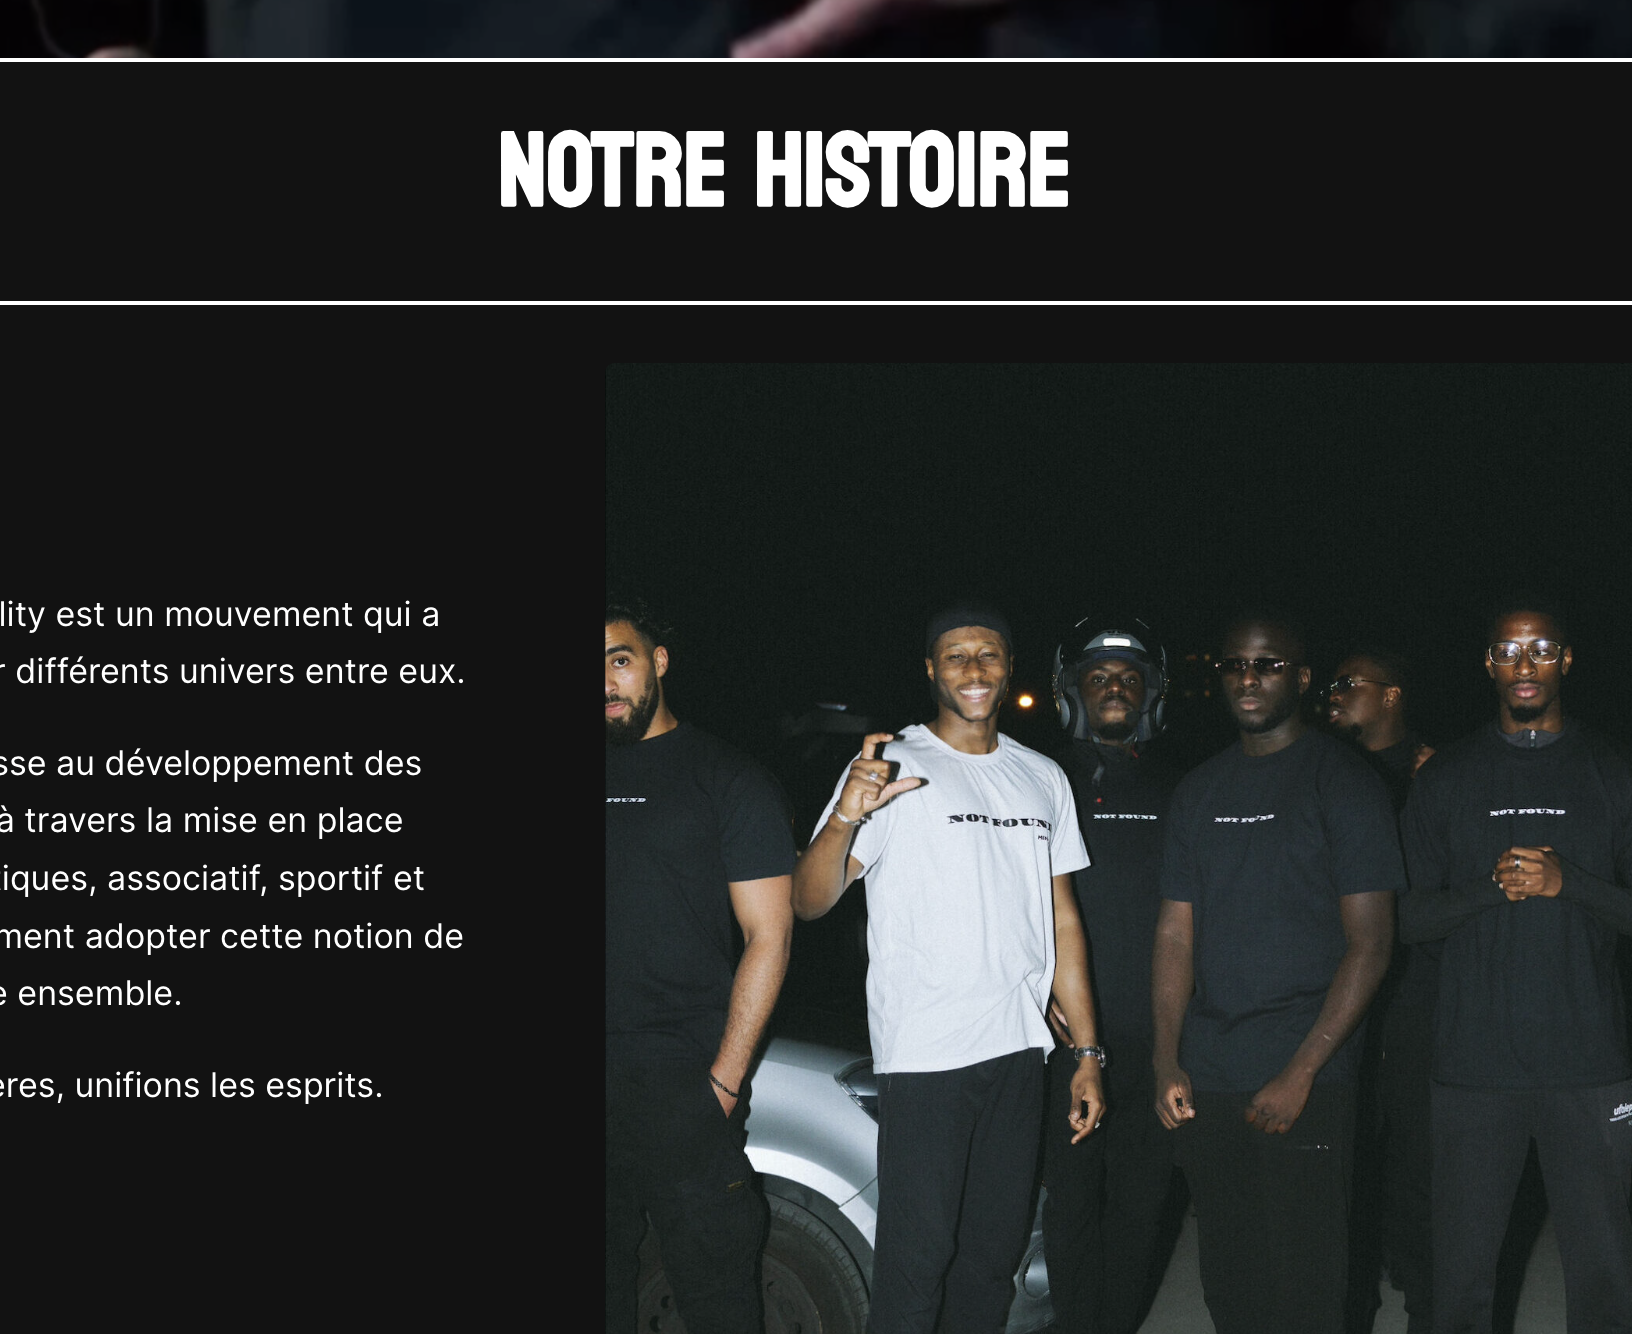 NOTRE HISTOIRE
lity est un mouvement qui a
r différents univers entre eux.
sse au développement des
à travers la mise en place
tiques, associatif, sportif et
ment adopter cette notion de
e ensemble.
ères, unifions les esprits.
FOUND
NOT FOUND
NOT FOUND
NOT FOUND
NOT FOUND